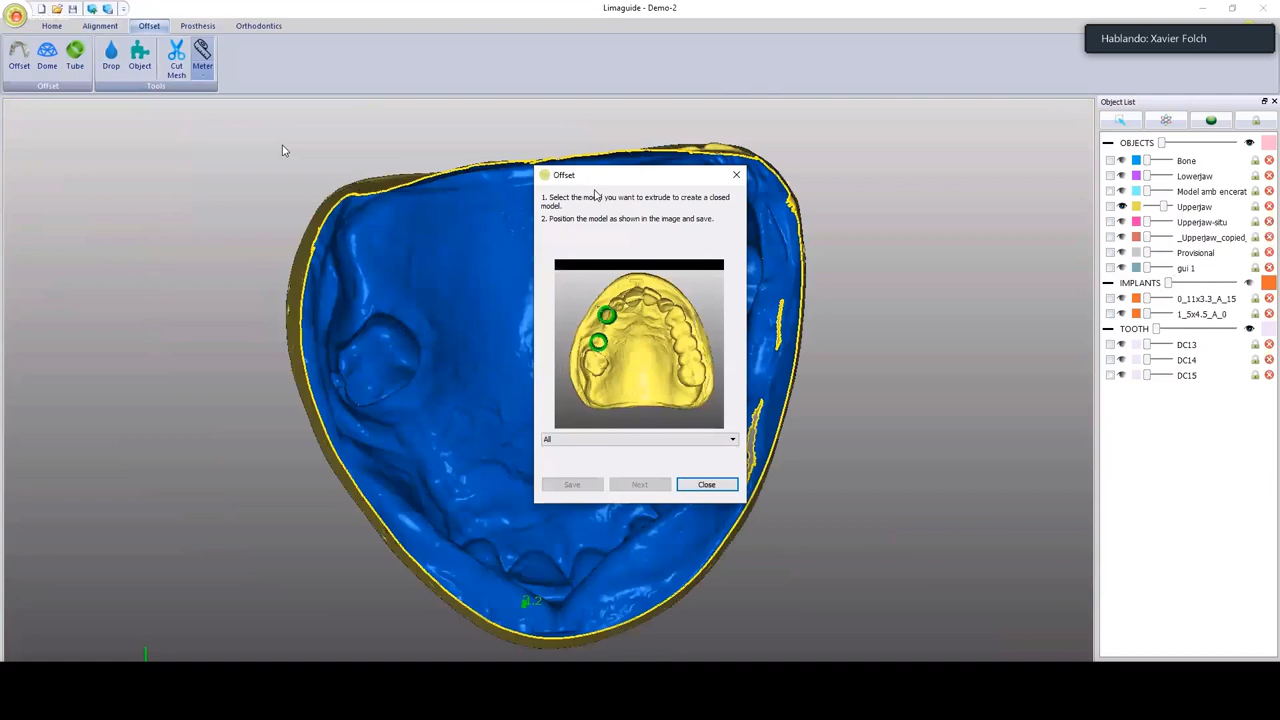 Limaguide - Demo-2
Home Alignment Offset Prosthesis Orthodontics
Hablando: Xavier Folch
Offset Dome Tube Drop Object Cut Mesh Meter
Offset Tools
Object List
OBJECTS
Bone
Lowerjaw
Model amb encerat
Upperjaw
Upperjaw-situ
_Upperjaw_copied_
Provisional
gui 1
IMPLANTS
0_11x3.3_A_15
1_5x4.5_A_0
TOOTH
DC13
DC14
DC15
Offset
1. Select the model you want to extrude to create a closed
model.
2. Position the model as shown in the image and save.
All
Save Next Close